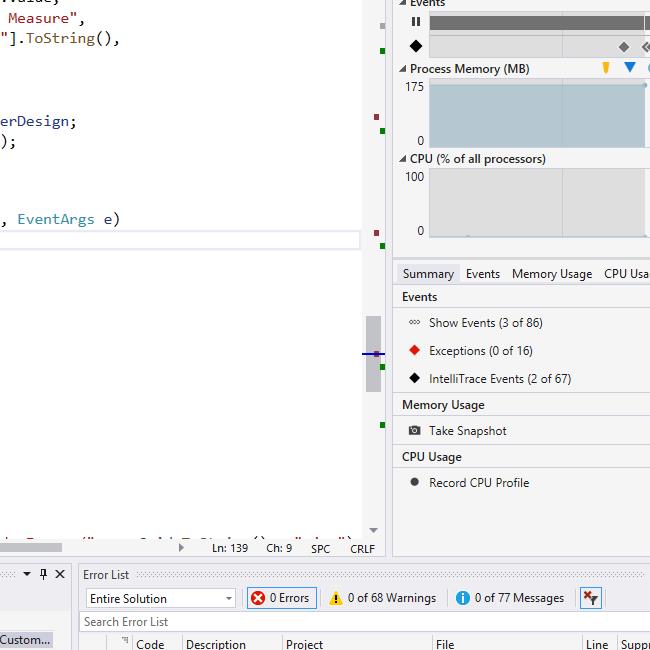 Measure",
"].ToString(),
erDesign;
);
, EventArgs e)
Ln: 139 Ch: 9 SPC CRLF
Events
Process Memory (MB)
175
0
CPU (% of all processors)
100
0
Summary Events Memory Usage CPU Usa
Events
Show Events (3 of 86)
Exceptions (0 of 16)
IntelliTrace Events (2 of 67)
Memory Usage
Take Snapshot
CPU Usage
Record CPU Profile
Custom...
Error List
Entire Solution 0 Errors 0 of 68 Warnings 0 of 77 Messages
Search Error List
Code Description Project File Line Suppr